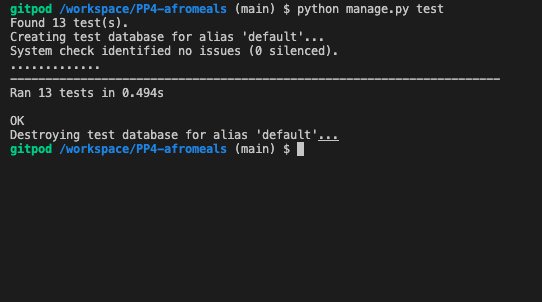 gitpod /workspace/PP4-afromeals (main) $ python manage.py test
Found 13 test(s).
Creating test database for alias 'default'...
System check identified no issues (0 silenced).
.............
----------------------------------------------------------------------
Ran 13 tests in 0.494s
OK
Destroying test database for alias 'default'...
gitpod /workspace/PP4-afromeals (main) $